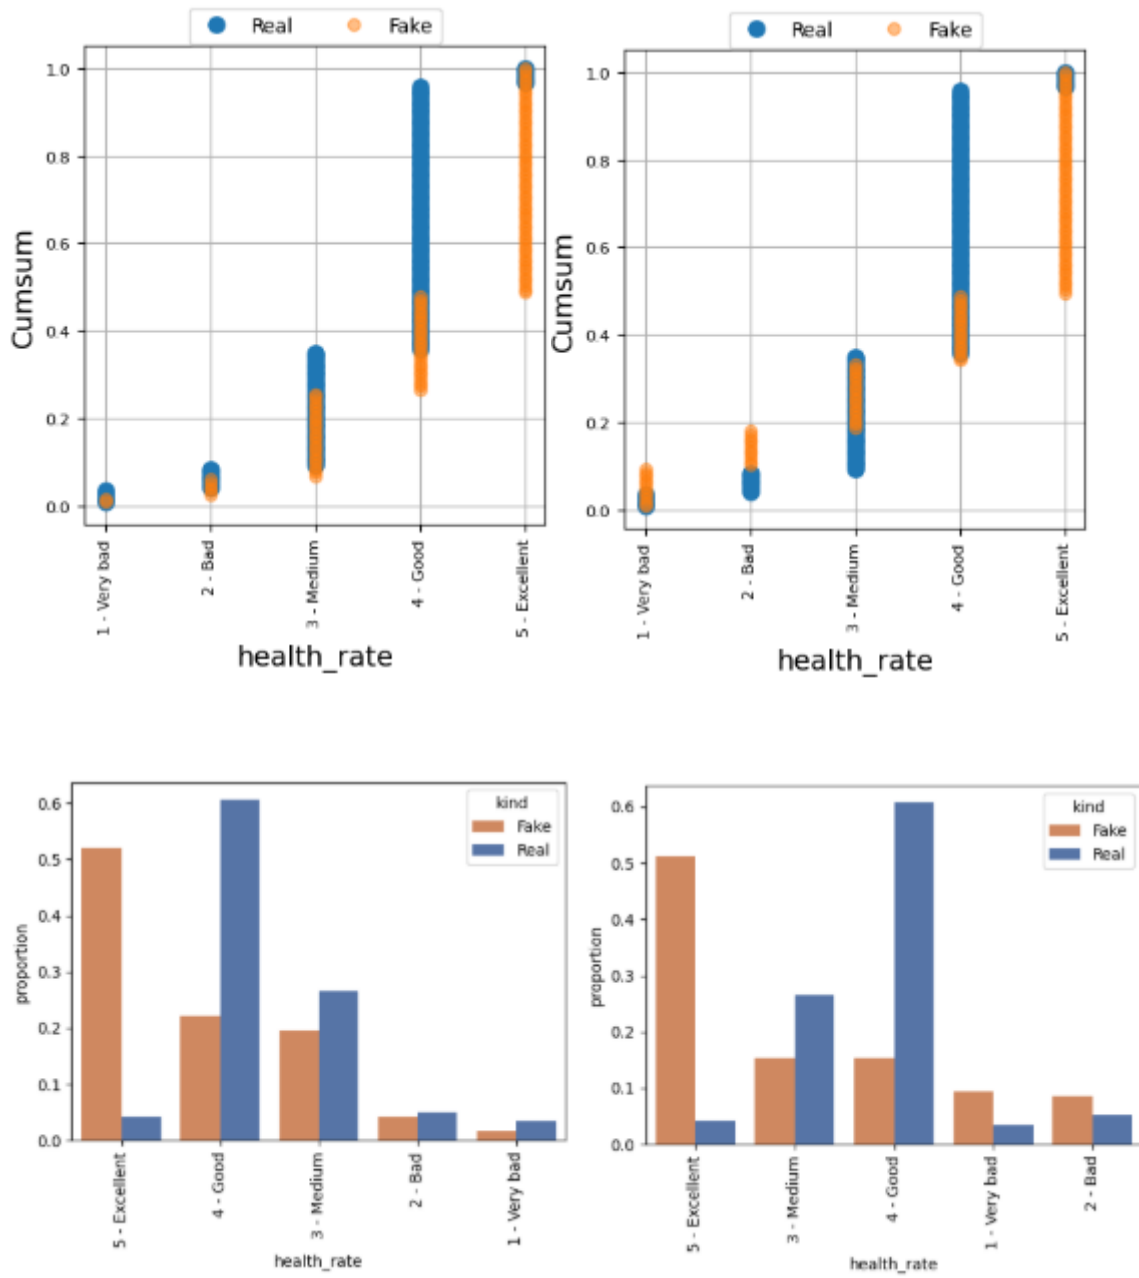 Real Fake
1.0
0.8
0.6
0.4
0.2
0.0
Cumsum
1 - Very bad
2 - Bad
3 - Medium
4 - Good
5 - Excellent
health_rate
Real Fake
1.0
0.8
0.6
0.4
0.2
0.0
Cumsum
1 - Very bad
2 - Bad
3 - Medium
4 - Good
5 - Excellent
health_rate
kind
Fake
Real
0.6
0.5
0.4
0.3
0.2
0.1
0.0
proportion
5 - Excellent
4 - Good
3 - Medium
2 - Bad
1 - Very bad
health_rate
kind
Fake
Real
0.6
0.5
0.4
0.3
0.2
0.1
0.0
proportion
5 - Excellent
3 - Medium
4 - Good
1 - Very bad
2 - Bad
health_rate